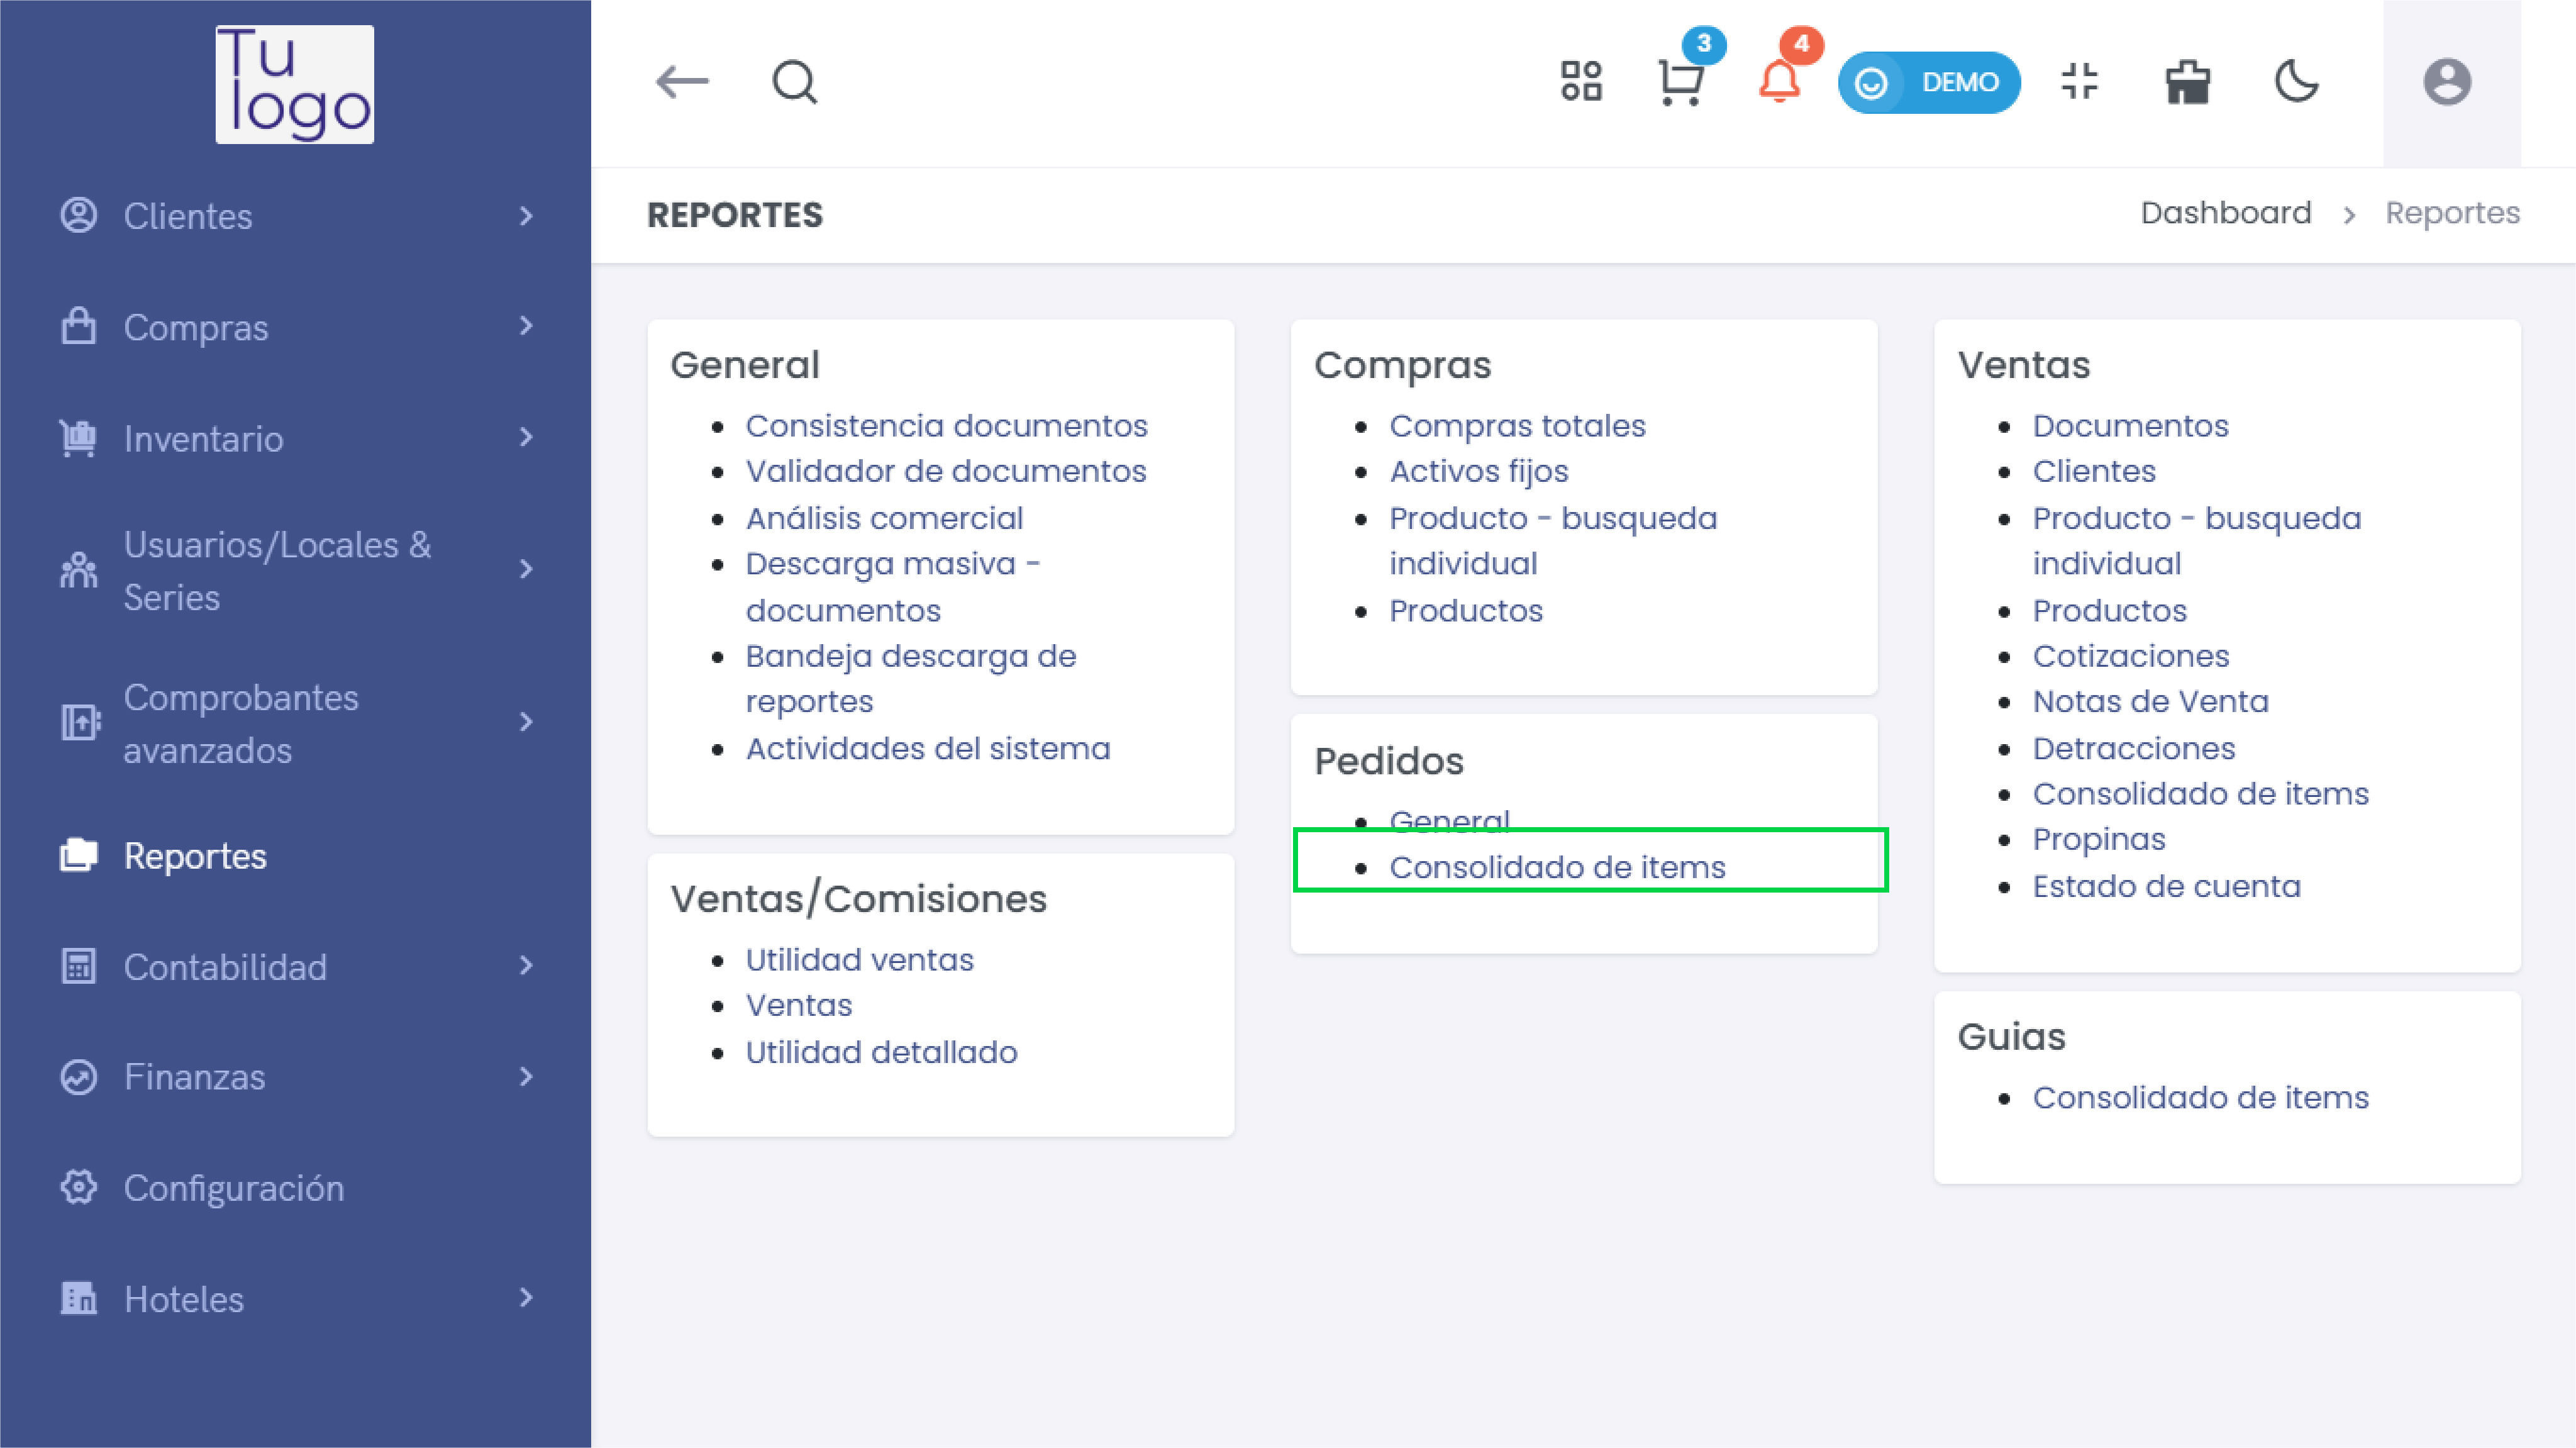 Tu
logo
Clientes
Compras
Inventario
Usuarios/Locales &
Series
Comprobantes
avanzados
Reportes
Contabilidad
Finanzas
Configuración
Hoteles
3
4
DEMO
REPORTES
Dashboard > Reportes
General
Consistencia documentos
Validador de documentos
Análisis comercial
Descarga masiva -
documentos
Bandeja descarga de
reportes
Actividades del sistema
Ventas/Comisiones
Utilidad ventas
Ventas
Utilidad detallado
Compras
Compras totales
Activos fijos
Producto - busqueda
individual
Productos
Pedidos
General
Consolidado de items
Ventas
Documentos
Clientes
Producto - busqueda
individual
Productos
Cotizaciones
Notas de Venta
Detracciones
Consolidado de items
Propinas
Estado de cuenta
Guias
Consolidado de items